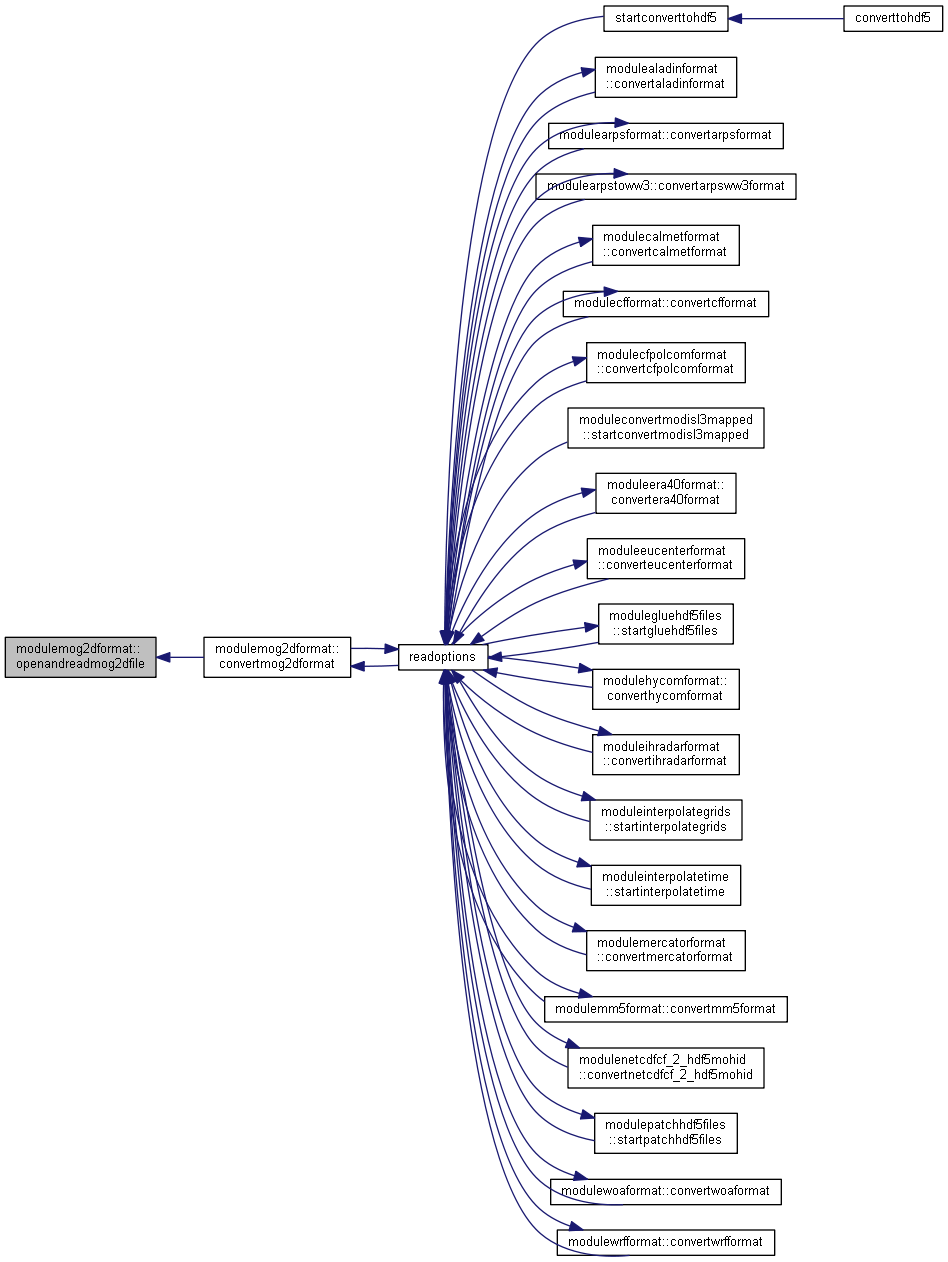 startconverttohdf5
converttohdf5
modulealadinformat
::convertaladinformat
modulearpsformat::convertarpsformat
modulearpstoww3::convertarpsww3format
modulecalmetformat
::convertcalmetformat
modulecfformat::convertcfformat
modulecfpolcomformat
::convertcfpolcomformat
moduleconvertmodisl3mapped
::startconvertmodisl3mapped
moduleera40format::
convertera40format
moduleeucenterformat
::converteucenterformat
modulegluehdf5files
::startgluehdf5files
modulemog2dformat::
openandreadmog2dfile
modulemog2dformat::
convertmog2dformat
readoptions
modulehycomformat::
converthycomformat
moduleihradarformat
::convertihradarformat
moduleinterpolategrids
::startinterpolategrids
moduleinterpolatetime
::startinterpolatetime
modulemercatorformat
::convertmercatorformat
modulemm5format::convertmm5format
modulenetcdfcf_2_hdf5mohid
::convertnetcdfcf_2_hdf5mohid
modulepatchhdf5files
::startpatchhdf5files
modulewoaformat::convertwoaformat
modulewrfformat::convertwrfformat